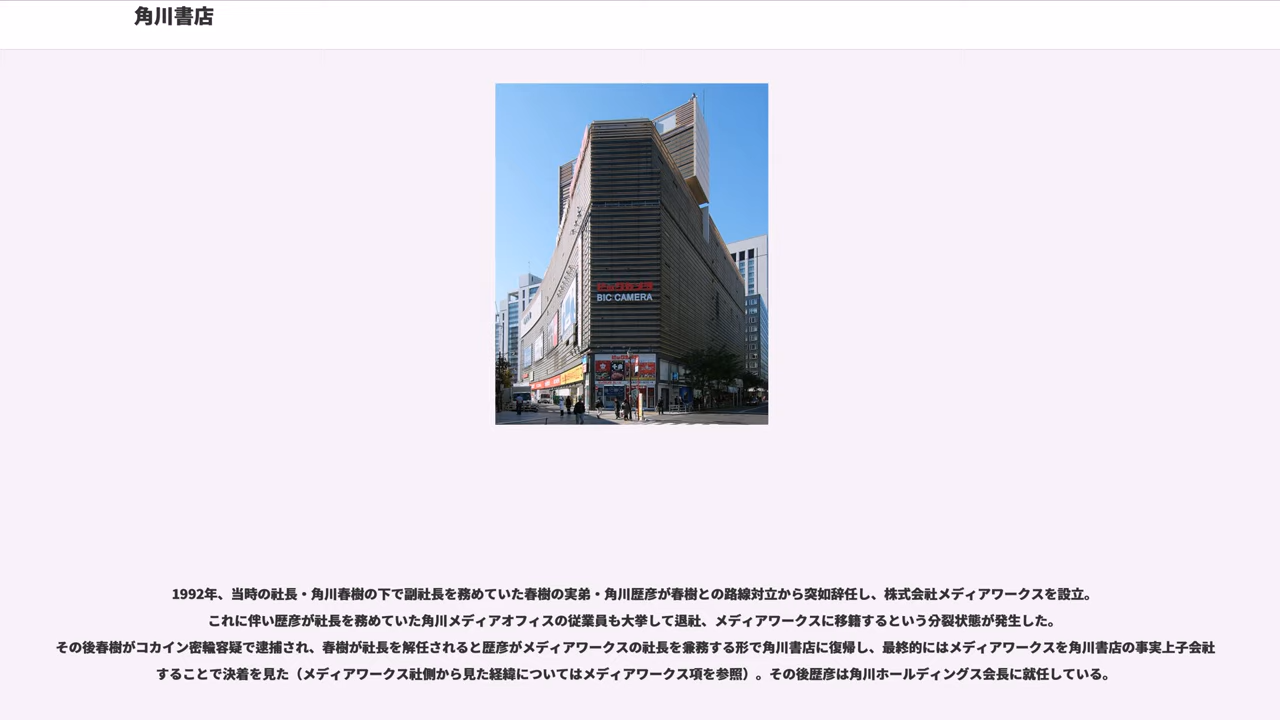 角川書店
ビックカメラ
BIC CAMERA
1992年、当時の社長・角川春樹の下で副社長を務めていた春樹の実弟・角川歴彦が春樹との路線対立から突如辞任し、株式会社メディアワークスを設立。
これに伴い歴彦が社長を務めていた角川メディアオフィスの従業員も大挙して退社、メディアワークスに移籍するという分裂状態が発生した。
その後春樹がコカイン密輸容疑で逮捕され、春樹が社長を解任されると歴彦がメディアワークスの社長を兼務する形で角川書店に復帰し、最終的にはメディアワークスを角川書店の事実上子会社
することで決着を見た（メディアワークス社側から見た経緯についてはメディアワークス項を参照）。その後歴彦は角川ホールディングス会長に就任している。